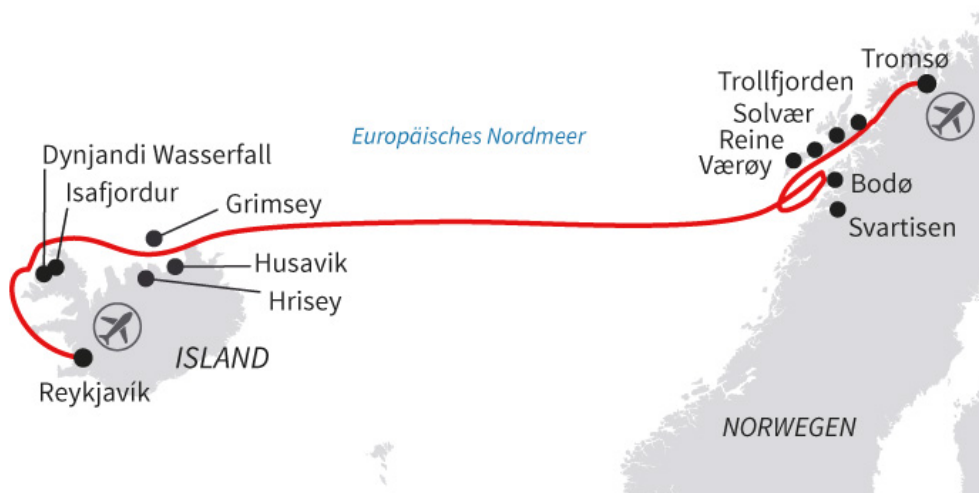 Tromsø
Trollfjorden
Solvær
Reine
Værøy
Europäisches Nordmeer
Dynjandi Wasserfall
Isafjordur
Grimsey
Bodø
Svartisen
Husavik
Hrisey
ISLAND
Reykjavík
NORWEGEN